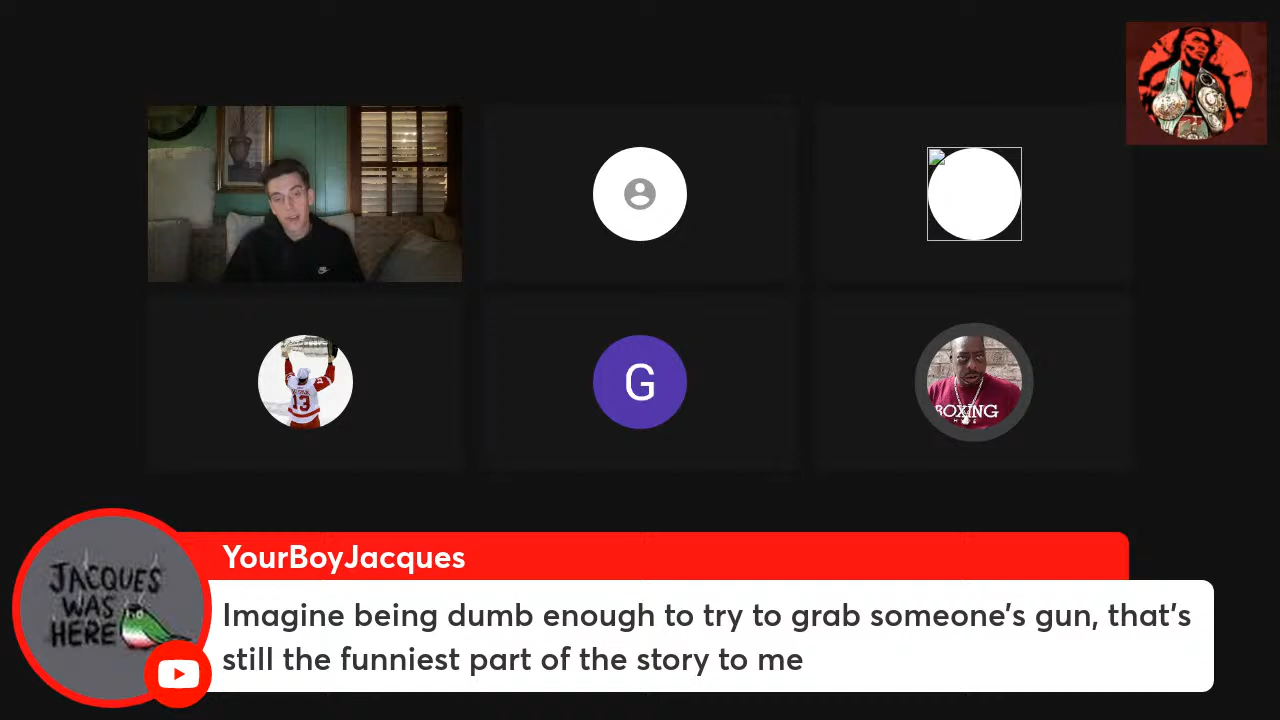 G
13
BOXING
JACQUES
WAS
HERE
YourBoyJacques
Imagine being dumb enough to try to grab someone's gun, that's
still the funniest part of the story to me